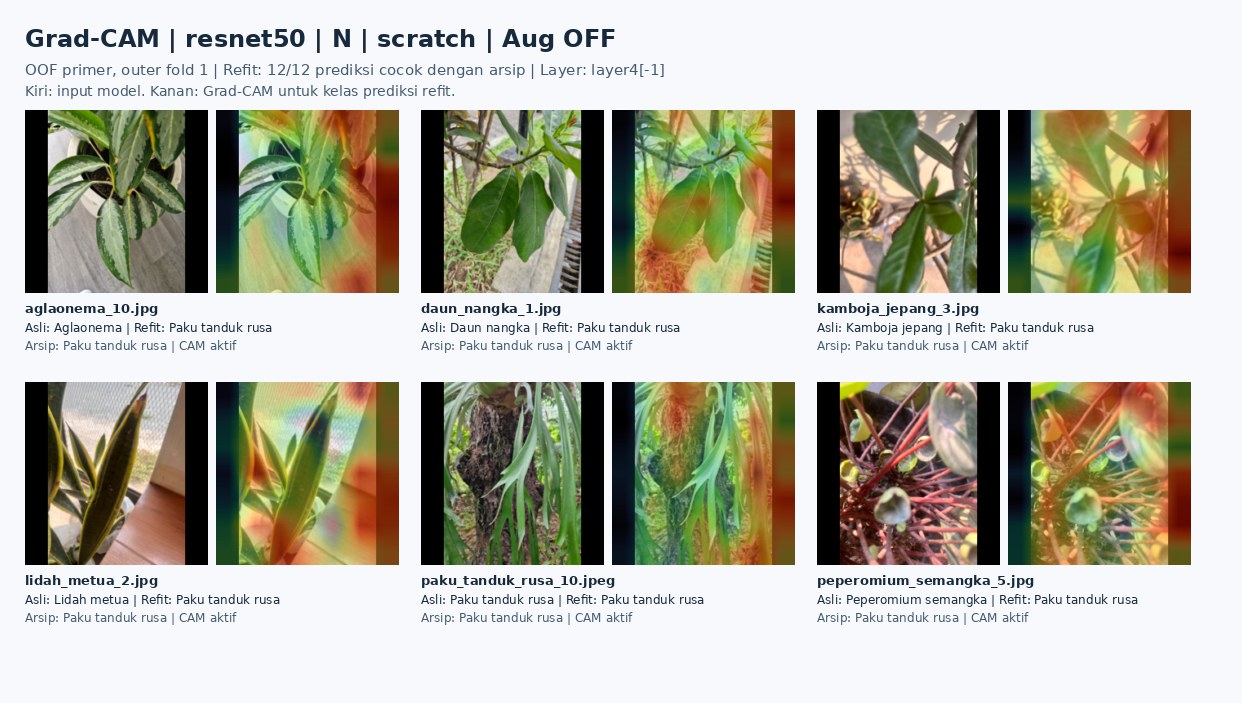 Grad-CAM | resnet50 | N | scratch | Aug OFF
OOF primer, outer fold 1 | Refit: 12/12 prediksi cocok dengan arsip | Layer: layer4[-1]
Kiri: input model. Kanan: Grad-CAM untuk kelas prediksi refit.
aglaonema_10.jpg
Asli: Aglaonema | Refit: Paku tanduk rusa
Arsip: Paku tanduk rusa | CAM aktif
daun_nangka_1.jpg
Asli: Daun nangka | Refit: Paku tanduk rusa
Arsip: Paku tanduk rusa | CAM aktif
kamboja_jepang_3.jpg
Asli: Kamboja jepang | Refit: Paku tanduk rusa
Arsip: Paku tanduk rusa | CAM aktif
lidah_metua_2.jpg
Asli: Lidah metua | Refit: Paku tanduk rusa
Arsip: Paku tanduk rusa | CAM aktif
paku_tanduk_rusa_10.jpeg
Asli: Paku tanduk rusa | Refit: Paku tanduk rusa
Arsip: Paku tanduk rusa | CAM aktif
peperomium_semangka_5.jpg
Asli: Peperomium semangka | Refit: Paku tanduk rusa
Arsip: Paku tanduk rusa | CAM aktif